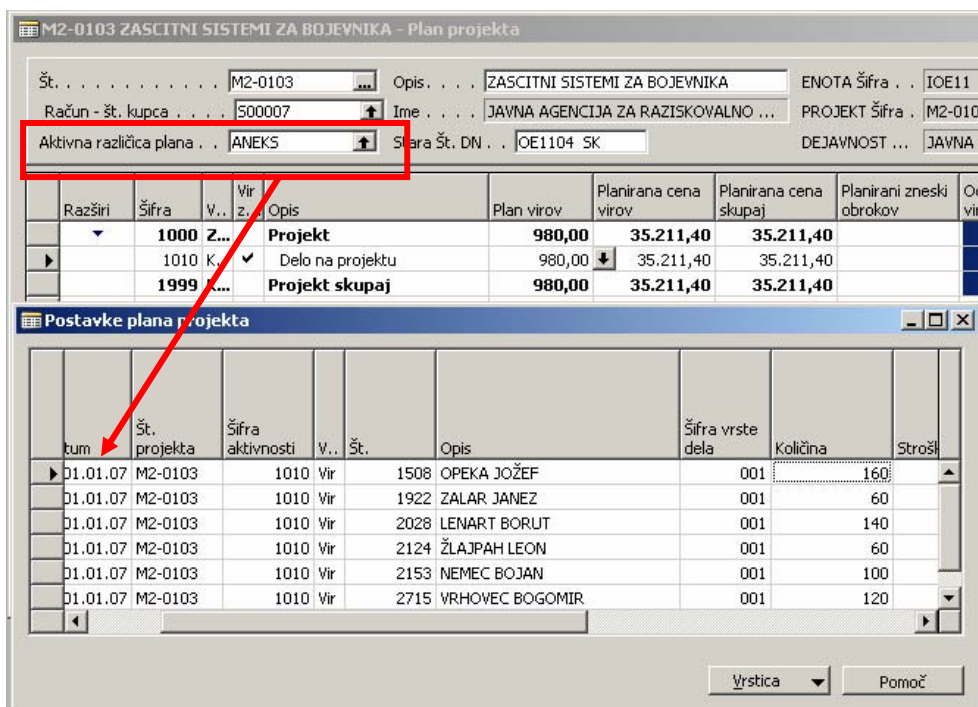 M2-0103 ZASCITNI SISTEMI ZA BOJEVNIKA - Plan projekta
Št. . . . . . . . . . . . . M2-0103 ... Opis. . . . ZASCITNI SISTEMI ZA BOJEVNIKA ENOTA Šifra . . IOE11
Račun - št. kupca . . . . S00007 Ime . . . . JAVNA AGENCIJA ZA RAZISKOVALNO ... PROJEKT Šifra . M2-010
Aktivna različica plana . . ANEKS Stara Št. DN . . OE1104 SK DEJAVNOST ... JAVNA
Vir Planirana cena Planirana cena Planirani zneski Od
Razširi Šifra V.. z... Opis Plan virov virov skupaj obrokov vir
1000 Z... Projekt 980,00 35.211,40 35.211,40
1010 K. Delo na projektu 980,00 35.211,40 35.211,40
1999 K... Projekt skupaj 980,00 35.211,40 35.211,40
Postavke plana projekta
Št. Šifra Šifra vrste
tum projekta aktivnosti V.. Št. Opis dela Količina Strošk
01.01.07 M2-0103 1010 Vir 1508 OPEKA JOŽEF 001 160
01.01.07 M2-0103 1010 Vir 1922 ZALAR JANEZ 001 60
01.01.07 M2-0103 1010 Vir 2028 LENART BORUT 001 140
01.01.07 M2-0103 1010 Vir 2124 ŽLAJPAH LEON 001 60
01.01.07 M2-0103 1010 Vir 2153 NEMEC BOJAN 001 100
01.01.07 M2-0103 1010 Vir 2715 VRHOVEC BOGOMIR 001 120
Vrstica Pomoč